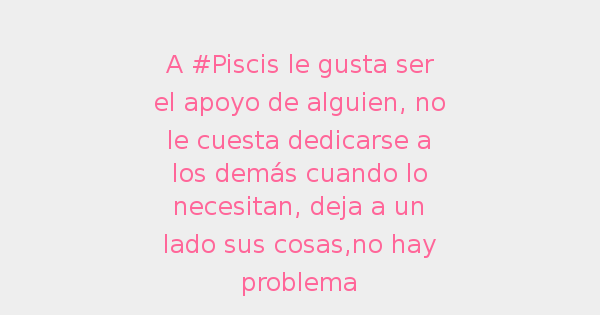 A #Piscis le gusta ser
el apoyo de alguien, no
le cuesta dedicarse a
los demás cuando lo
necesitan, deja a un
lado sus cosas,no hay
problema